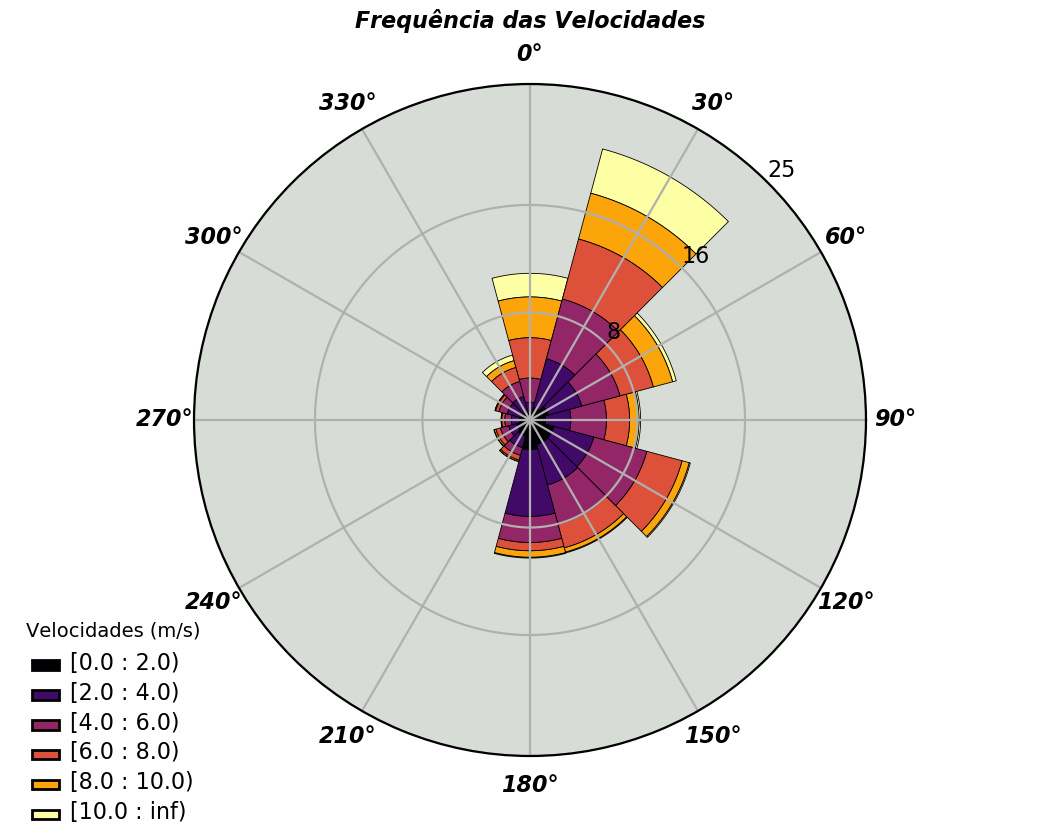 Frequência das Velocidades
0°
330°
30°
25
300°
60°
16
8
270°
90°
240°
120°
210°
150°
180°
Velocidades (m/s)
[0.0 : 2.0)
[2.0 : 4.0)
[4.0 : 6.0)
[6.0 : 8.0)
[8.0 : 10.0)
[10.0 : inf)